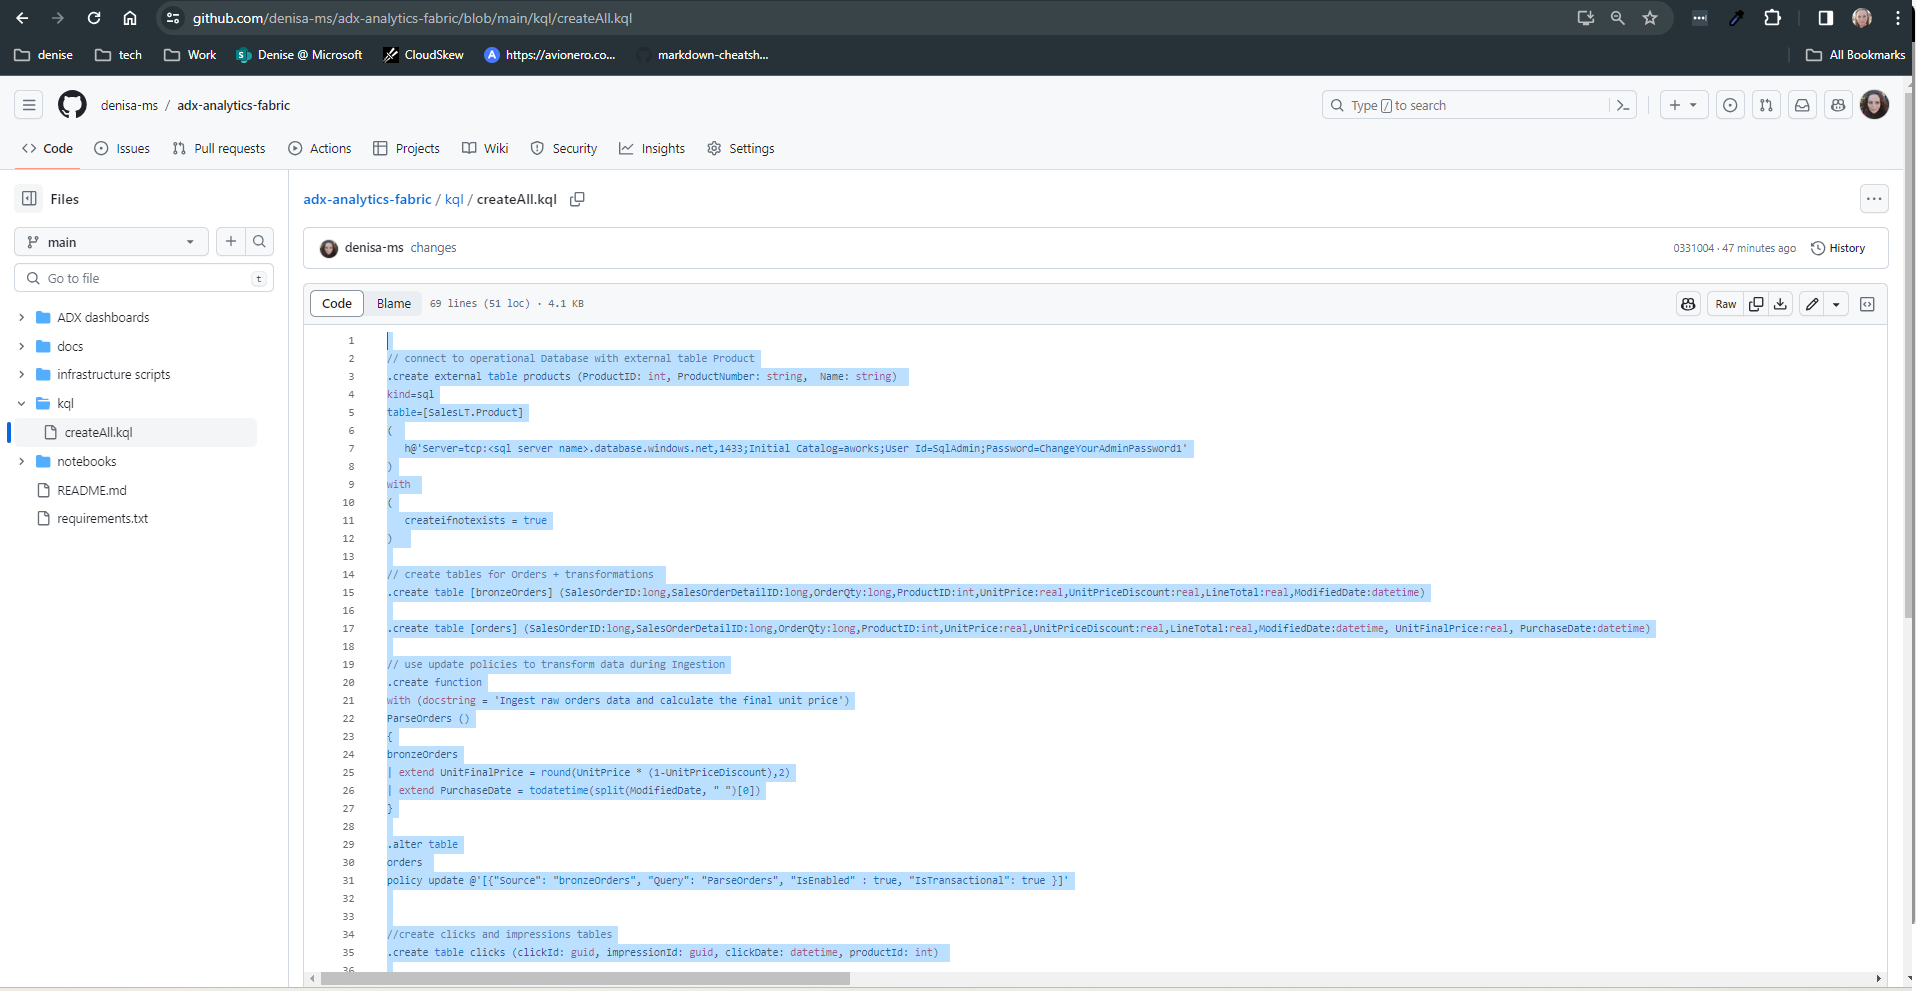 github.com/denisa-ms/adx-analytics-fabric/blob/main/kql/createAll.kql
denise tech Work Denise @ Microsoft CloudSkew https://avionero.co... markdown-cheatsh... All Bookmarks
denisa-ms / adx-analytics-fabric Type / to search
Code Issues Pull requests Actions Projects Wiki Security Insights Settings
Files
main
Go to file t
ADX dashboards
docs
infrastructure scripts
kql
createAll.kql
notebooks
README.md
requirements.txt
adx-analytics-fabric / kql / createAll.kql
denisa-ms changes 0331004 · 47 minutes ago History
Code Blame 69 lines (51 loc) · 4.1 KB Raw
1
2 // connect to operational Database with external table Product
3 .create external table products (ProductID: int, ProductNumber: string,  Name: string)
4 kind=sql
5 table=[SalesLT.Product]
6 (
7    h@'Server=tcp:<sql server name>.database.windows.net,1433;Initial Catalog=aworks;User Id=SqlAdmin;Password=ChangeYourAdminPassword1'
8 )
9 with
10 (
11    createifnotexists = true
12 )
13
14 // create tables for Orders + transformations
15 .create table [bronzeOrders] (SalesOrderID:long,SalesOrderDetailID:long,OrderQty:long,ProductID:int,UnitPrice:real,UnitPriceDiscount:real,LineTotal:real,ModifiedDate:datetime)
16
17 .create table [orders] (SalesOrderID:long,SalesOrderDetailID:long,OrderQty:long,ProductID:int,UnitPrice:real,UnitPriceDiscount:real,LineTotal:real,ModifiedDate:datetime, UnitFinalPrice:real, PurchaseDate:datetime)
18
19 // use update policies to transform data during Ingestion
20 .create function
21 with (docstring = 'Ingest raw orders data and calculate the final unit price')
22 ParseOrders ()
23 {
24 bronzeOrders
25 | extend UnitFinalPrice = round(UnitPrice * (1-UnitPriceDiscount),2)
26 | extend PurchaseDate = todatetime(split(ModifiedDate, " ")[0])
27 }
28
29 .alter table
30 orders
31 policy update @'[{"Source": "bronzeOrders", "Query": "ParseOrders", "IsEnabled" : true, "IsTransactional": true }]'
32
33
34 //create clicks and impressions tables
35 .create table clicks (clickId: guid, impressionId: guid, clickDate: datetime, productId: int)
36